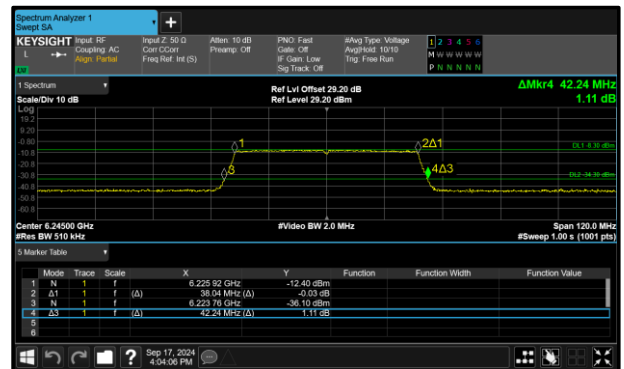 Spectrum Analyzer 1
Swept SA
+
KEYSIGHT
L
Input: RF
Coupling: AC
Align: Partial
Input Z: 50 Ω
Corr CCorr
Freq Ref: Int (S)
Atten: 10 dB
Preamp: Off
PNO: Fast
Gate: Off
IF Gain: Low
Sig Track: Off
#Avg Type: Voltage
Avg|Hold: 10/10
Trig: Free Run
1 2 3 4 5 6
M W W W W W
P N N N N N
1 Spectrum
Scale/Div 10 dB
Ref Lvl Offset 29.20 dB
Ref Level 29.20 dBm
ΔMkr4 42.24 MHz
1.11 dB
Log
19.2
9.20
-0.80
-10.8
-20.8
-30.8
-40.8
-50.8
-60.8
1
2Δ1
3
4Δ3
DL1 -8.30 dBm
DL2 -34.30 dBm
Center 6.24500 GHz
#Res BW 510 kHz
#Video BW 2.0 MHz
Span 120.0 MHz
#Sweep 1.00 s (1001 pts)
5 Marker Table
Mode Trace Scale X Y Function Function Width Function Value
1 N 1 f 6.225 92 GHz -12.40 dBm
2 Δ1 1 f (Δ) 38.04 MHz (Δ) -0.03 dB
3 N 1 f 6.223 76 GHz -36.10 dBm
4 Δ3 1 f (Δ) 42.24 MHz (Δ) 1.11 dB
5
6
?
Sep 17, 2024
4:04:06 PM